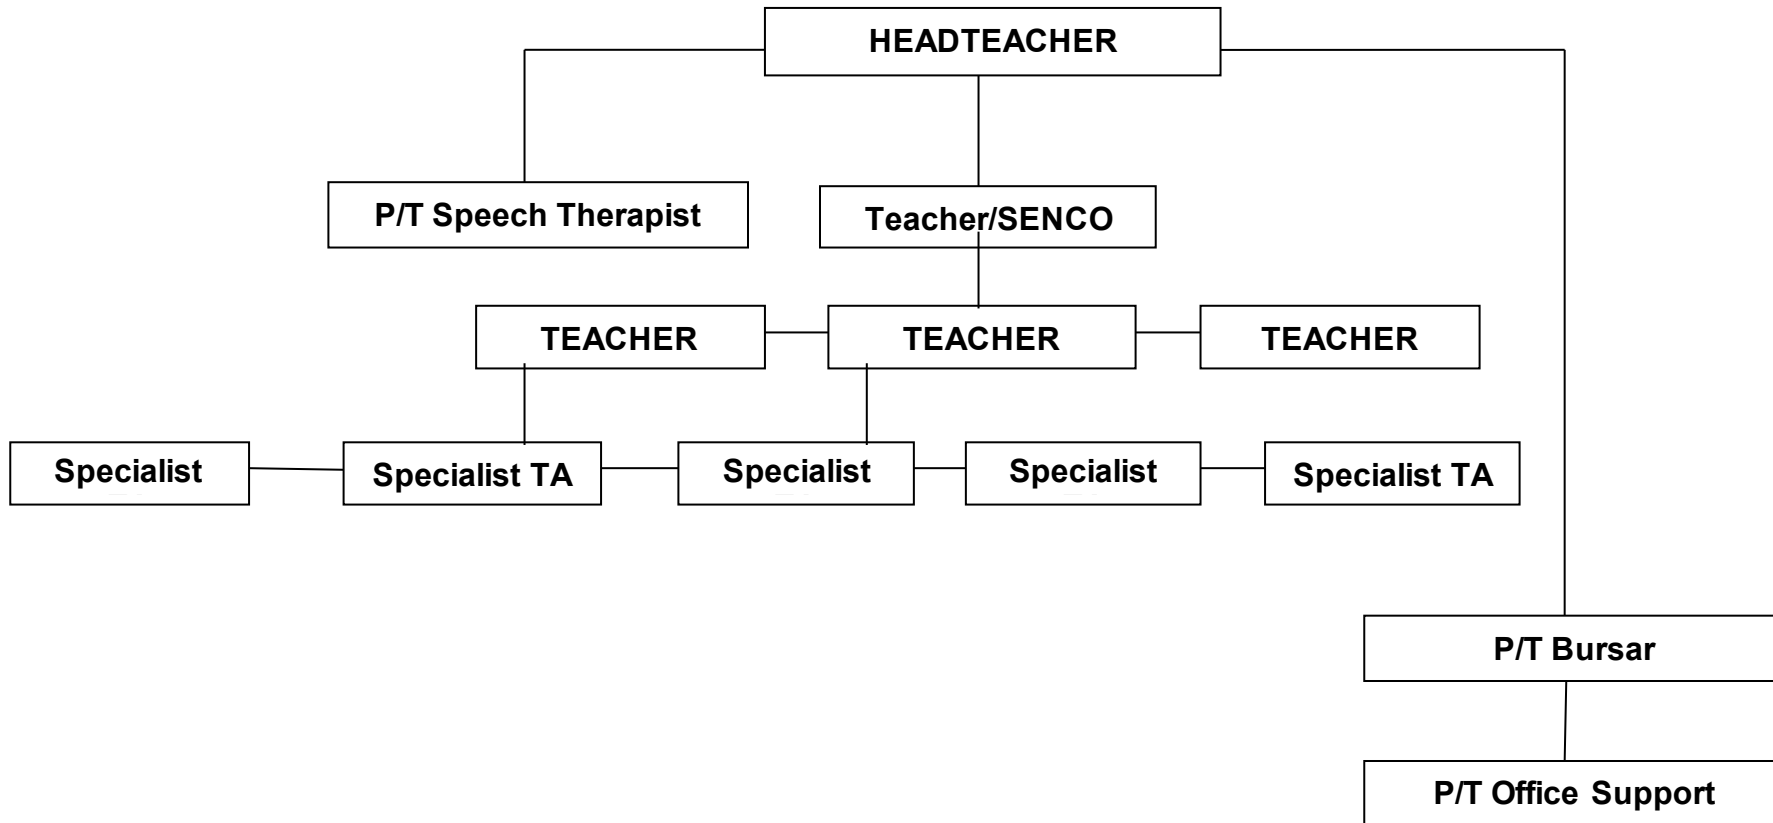 HEADTEACHER
P/T Speech Therapist
Teacher/SENCO
TEACHER
TEACHER
TEACHER
Specialist
Specialist TA
Specialist
Specialist
Specialist TA
P/T Bursar
P/T Office Support